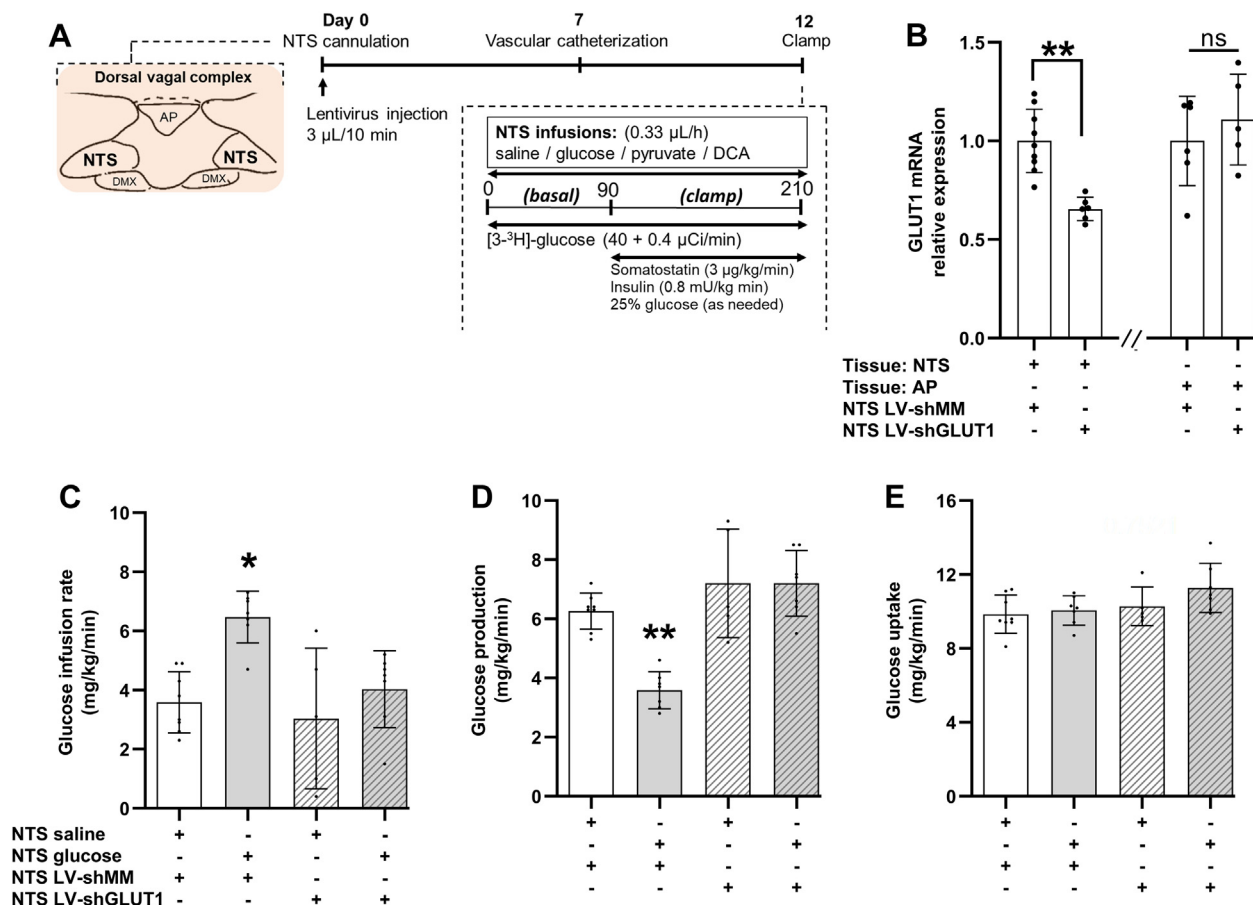 A
Day 0
NTS cannulation
7
Vascular catheterization
12
Clamp
Dorsal vagal complex
AP
NTS
NTS
DMX
DMX
Lentivirus injection
3 µL/10 min
NTS infusions: (0.33 µL/h)
saline / glucose / pyruvate / DCA
0 (basal) 90 (clamp) 210
[3-³H]-glucose (40 + 0.4 µCi/min)
Somatostatin (3 µg/kg/min)
Insulin (0.8 mU/kg min)
25% glucose (as needed)
B
GLUT1 mRNA
relative expression
1.5
1.0
0.5
0.0
**
ns
Tissue: NTS + + - -
Tissue: AP - - + +
NTS LV-shMM + - + -
NTS LV-shGLUT1 - + - +
C
Glucose infusion rate
(mg/kg/min)
10
8
6
4
2
0
*
NTS saline + - + -
NTS glucose - + - +
NTS LV-shMM + + - -
NTS LV-shGLUT1 - - + +
D
Glucose production
(mg/kg/min)
10
8
6
4
2
0
**
+ - + -
- + - +
+ + - -
- - + +
E
Glucose uptake
(mg/kg/min)
16
12
8
4
0
+ - + -
- + - +
+ + - -
- - + +